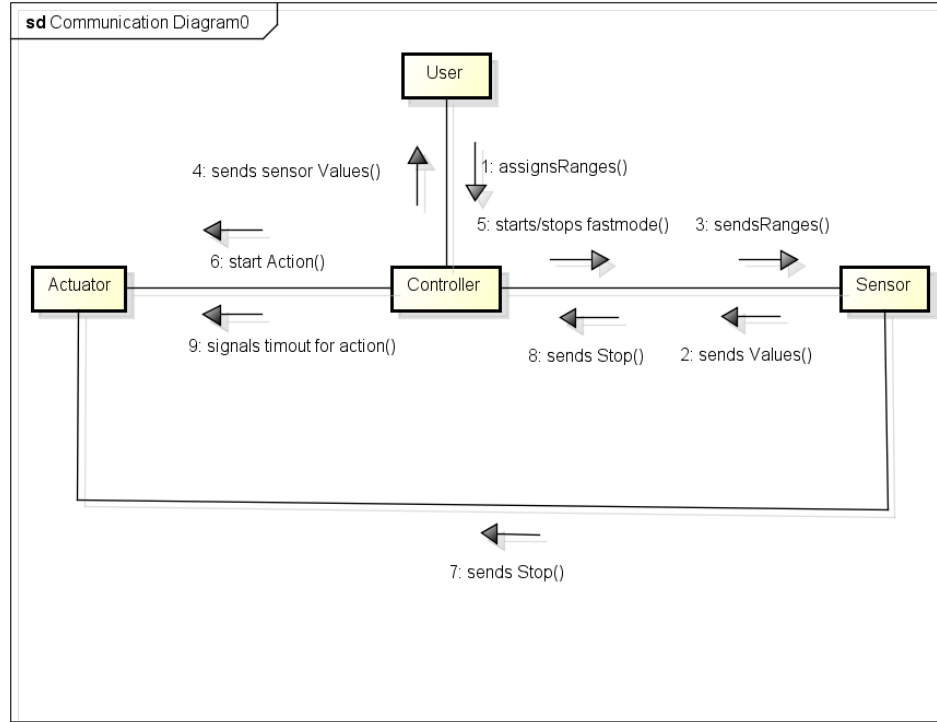 sd Communication Diagram0
User
4: sends sensor Values()
1: assignsRanges()
5: starts/stops fastmode()
3: sendsRanges()
6: start Action()
Actuator
Controller
Sensor
9: signals timout for action()
8: sends Stop()
2: sends Values()
7: sends Stop()